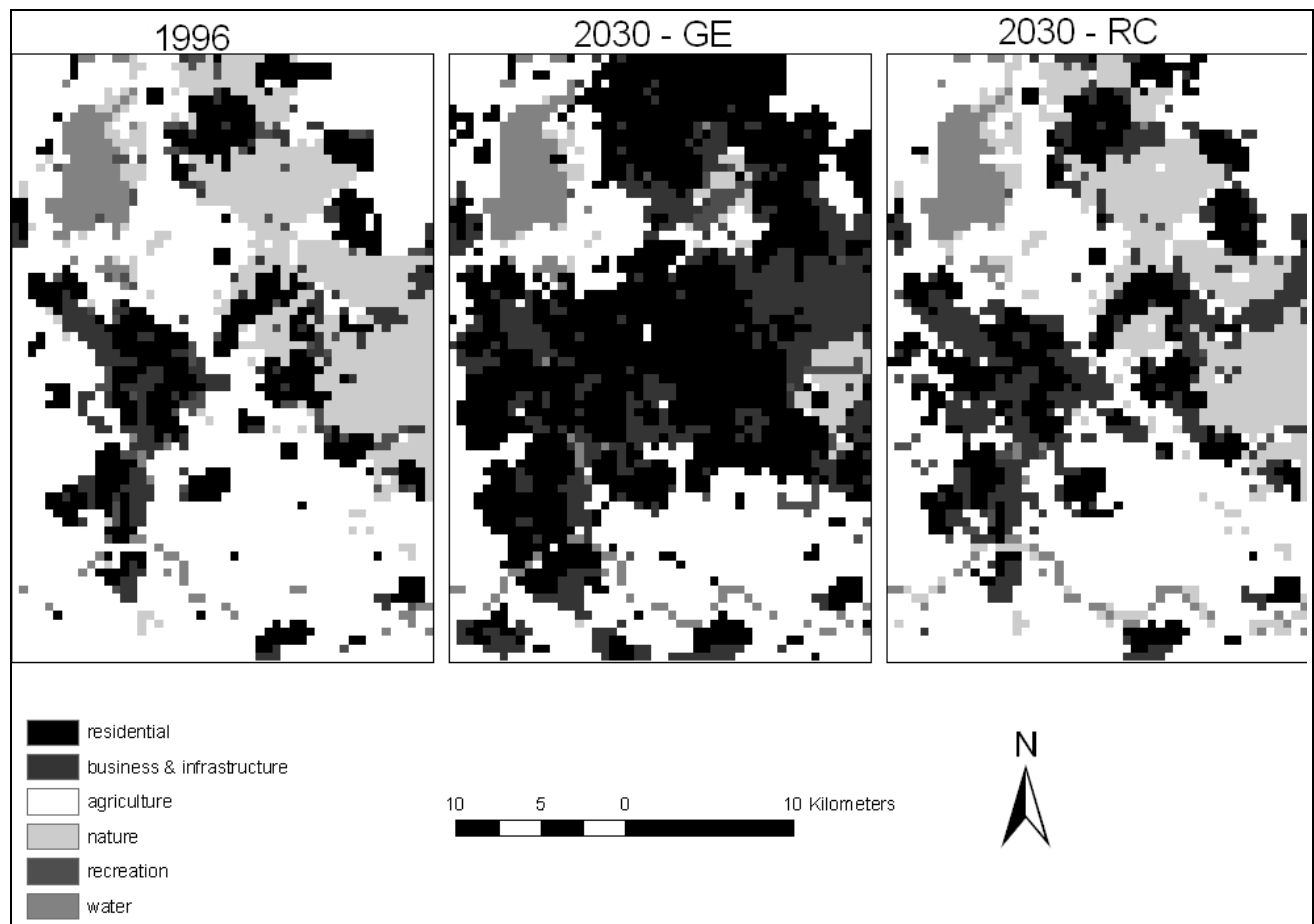 1996
2030 - GE
2030 - RC
residential
business & infrastructure
agriculture
nature
recreation
water
10 5 0 10 Kilometers
N